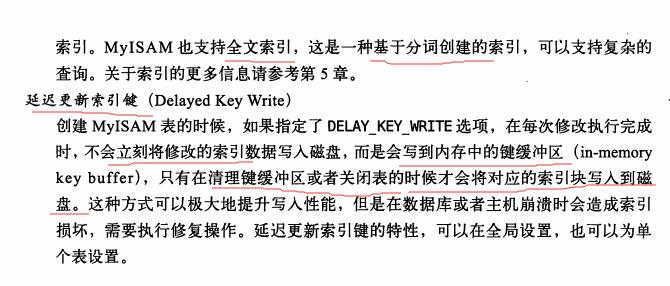 索引。MyISAM 也支持全文索引，这是一种基于分词创建的索引，可以支持复杂的
查询。关于索引的更多信息请参考第 5 章。
延迟更新索引键（Delayed Key Write）
创建 MyISAM 表的时候，如果指定了 DELAY_KEY_WRITE 选项，在每次修改执行完成
时，不会立刻将修改的索引数据写入磁盘，而是会写到内存中的键缓冲区（in-memory
key buffer），只有在清理键缓冲区或者关闭表的时候才会将对应的索引块写入到磁
盘。这种方式可以极大地提升写入性能，但是在数据库或者主机崩溃时会造成索引
损坏，需要执行修复操作。延迟更新索引键的特性，可以在全局设置，也可以为单
个表设置。